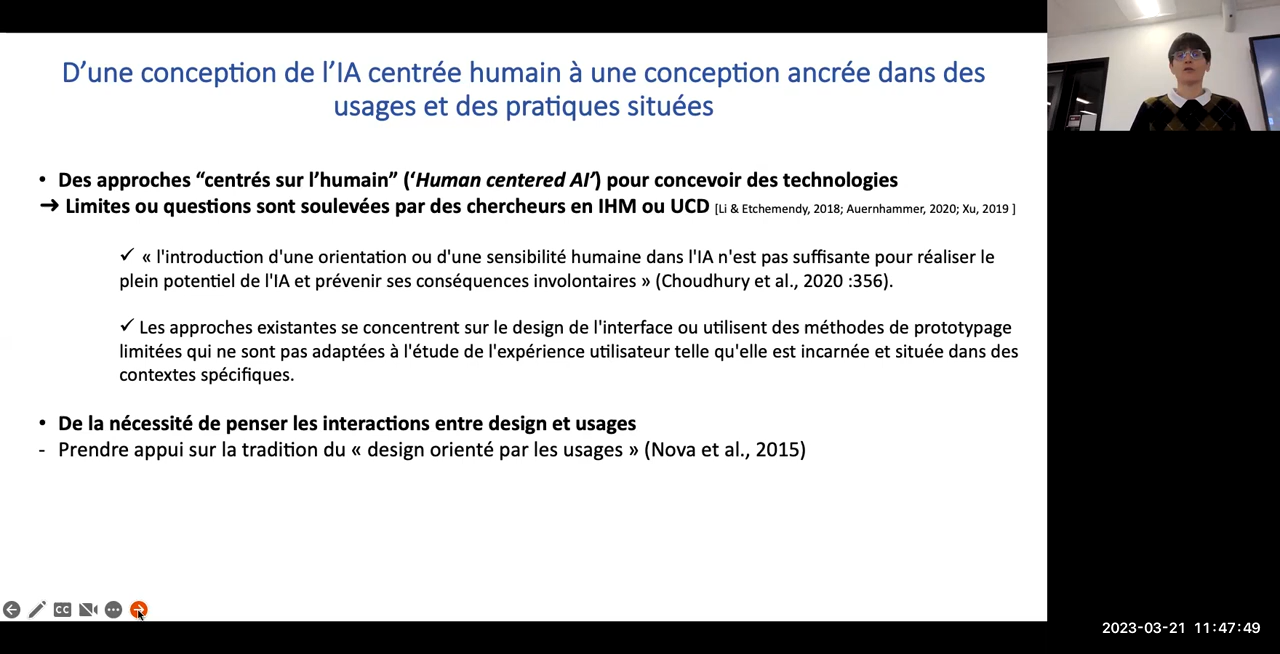 D’une conception de l’IA centrée humain à une conception ancrée dans des
usages et des pratiques situées
• Des approches “centrés sur l’humain” (‘Human centered AI’) pour concevoir des technologies
➔ Limites ou questions sont soulevées par des chercheurs en IHM ou UCD [Li & Etchemendy, 2018; Auernhammer, 2020; Xu, 2019 ]
✓ « l'introduction d'une orientation ou d'une sensibilité humaine dans l'IA n'est pas suffisante pour réaliser le
plein potentiel de l'IA et prévenir ses conséquences involontaires » (Choudhury et al., 2020 :356).
✓ Les approches existantes se concentrent sur le design de l'interface ou utilisent des méthodes de prototypage
limitées qui ne sont pas adaptées à l'étude de l'expérience utilisateur telle qu'elle est incarnée et située dans des
contextes spécifiques.
• De la nécessité de penser les interactions entre design et usages
- Prendre appui sur la tradition du « design orienté par les usages » (Nova et al., 2015)
CC
2023-03-21 11:47:49